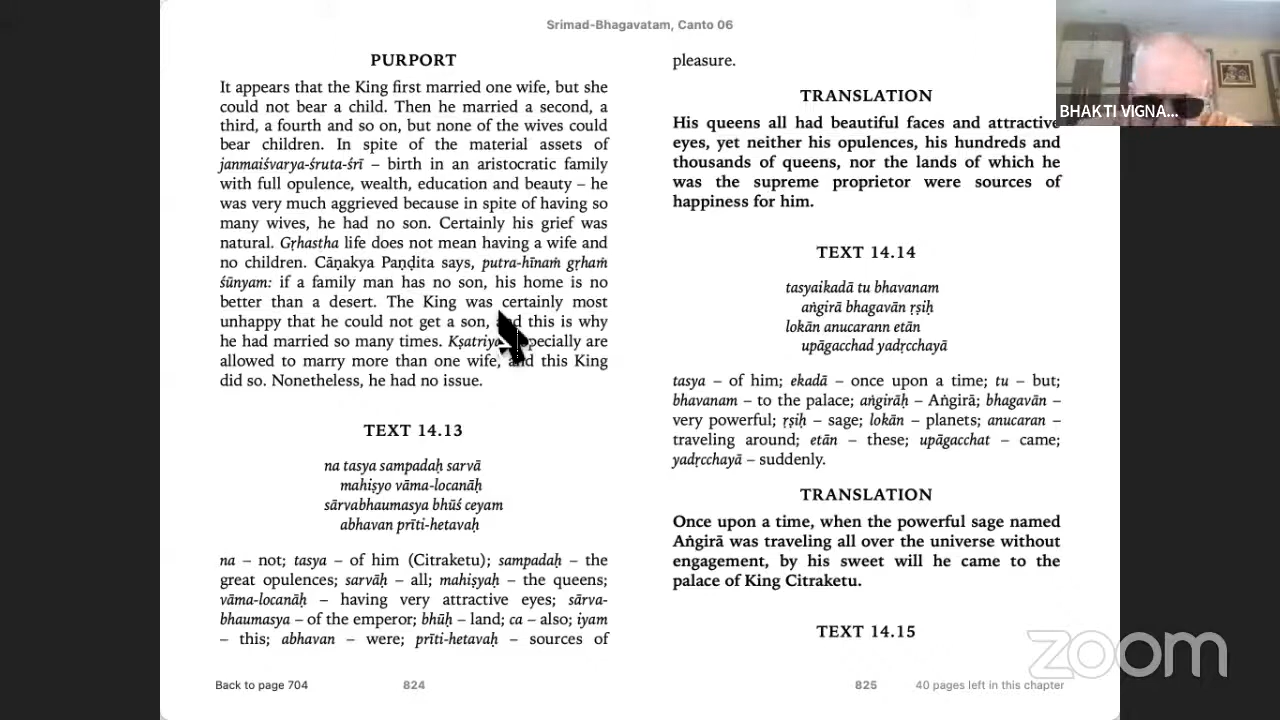 Srimad-Bhagavatam, Canto 06
PURPORT
It appears that the King first married one wife, but she
could not bear a child. Then he married a second, a
third, a fourth and so on, but none of the wives could
bear children. In spite of the material assets of
janmaiśvarya-śruta-śrī – birth in an aristocratic family
with full opulence, wealth, education and beauty – he
was very much aggrieved because in spite of having so
many wives, he had no son. Certainly his grief was
natural. Gṛhastha life does not mean having a wife and
no children. Cāṇakya Paṇḍita says, putra-hīnaṁ gṛhaṁ
śūnyam: if a family man has no son, his home is no
better than a desert. The King was certainly most
unhappy that he could not get a son, and this is why
he had married so many times. Kṣatriyas especially are
allowed to marry more than one wife, and this King
did so. Nonetheless, he had no issue.
TEXT 14.13
na tasya sampadaḥ sarvā
mahiṣyo vāma-locanāḥ
sārvabhaumasya bhūś ceyam
abhavan prīti-hetavaḥ
na – not; tasya – of him (Citraketu); sampadaḥ – the
great opulences; sarvāḥ – all; mahiṣyaḥ – the queens;
vāma-locanāḥ – having very attractive eyes; sārva-
bhaumasya – of the emperor; bhūḥ – land; ca – also; iyam
– this; abhavan – were; prīti-hetavaḥ – sources of
Back to page 704
824
pleasure.
TRANSLATION
His queens all had beautiful faces and attractive
eyes, yet neither his opulences, his hundreds and
thousands of queens, nor the lands of which he
was the supreme proprietor were sources of
happiness for him.
TEXT 14.14
tasyaikadā tu bhavanam
aṅgirā bhagavān ṛṣiḥ
lokān anucarann etān
upāgacchad yadṛcchayā
tasya – of him; ekadā – once upon a time; tu – but;
bhavanam – to the palace; aṅgirāḥ – Aṅgirā; bhagavān –
very powerful; ṛṣiḥ – sage; lokān – planets; anucaran –
traveling around; etān – these; upāgacchat – came;
yadṛcchayā – suddenly.
TRANSLATION
Once upon a time, when the powerful sage named
Aṅgirā was traveling all over the universe without
engagement, by his sweet will he came to the
palace of King Citraketu.
TEXT 14.15
825
40 pages left in this chapter
BHAKTI VIGNA...
zoom